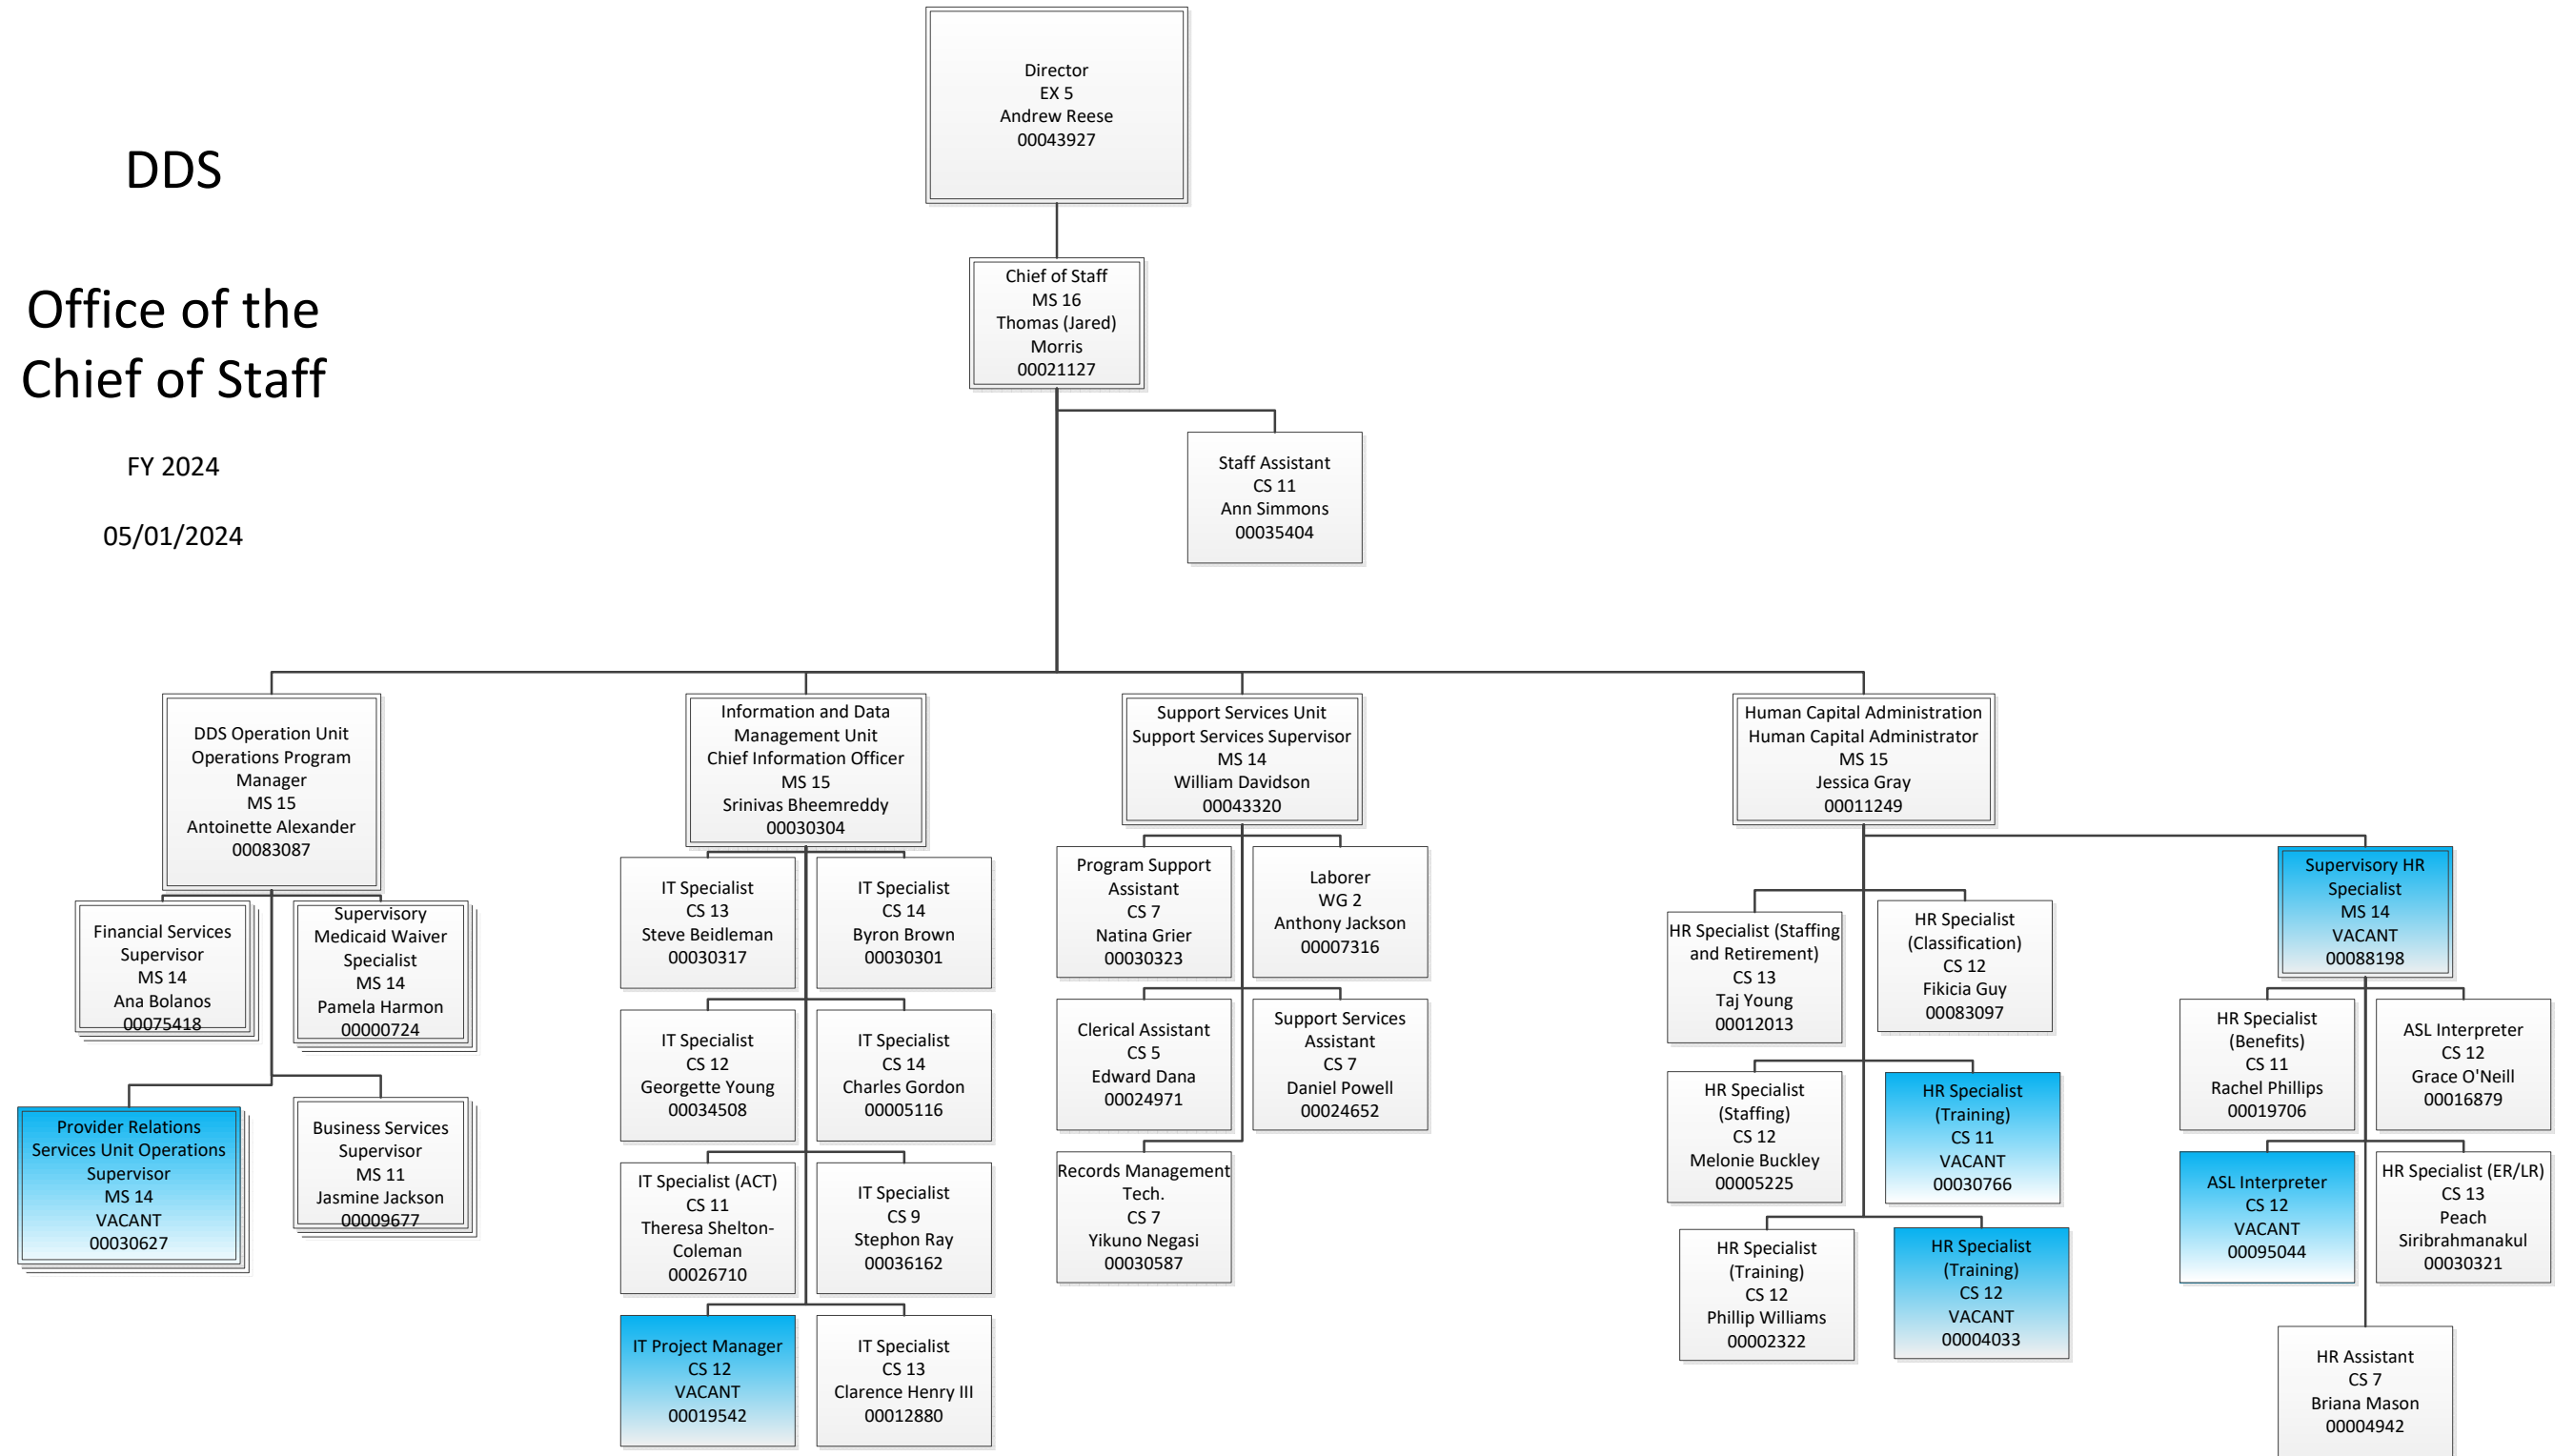 DDS
Office of the
Chief of Staff
FY 2024
05/01/2024
Director
EX 5
Andrew Reese
00043927
Chief of Staff
MS 16
Thomas (Jared)
Morris
00021127
Staff Assistant
CS 11
Ann Simmons
00035404
DDS Operation Unit
Operations Program
Manager
MS 15
Antoinette Alexander
00083087
Financial Services
Supervisor
MS 14
Ana Bolanos
00075418
Supervisory
Medicaid Waiver
Specialist
MS 14
Pamela Harmon
00000724
Provider Relations
Services Unit Operations
Supervisor
MS 14
VACANT
00030627
Business Services
Supervisor
MS 11
Jasmine Jackson
00009677
Information and Data
Management Unit
Chief Information Officer
MS 15
Srinivas Bheemreddy
00030304
IT Specialist
CS 13
Steve Beidleman
00030317
IT Specialist
CS 14
Byron Brown
00030301
IT Specialist
CS 12
Georgette Young
00034508
IT Specialist
CS 14
Charles Gordon
00005116
IT Specialist (ACT)
CS 11
Theresa Shelton-
Coleman
00026710
IT Specialist
CS 9
Stephon Ray
00036162
IT Project Manager
CS 12
VACANT
00019542
IT Specialist
CS 13
Clarence Henry III
00012880
Support Services Unit
Support Services Supervisor
MS 14
William Davidson
00043320
Program Support
Assistant
CS 7
Natina Grier
00030323
Laborer
WG 2
Anthony Jackson
00007316
Clerical Assistant
CS 5
Edward Dana
00024971
Support Services
Assistant
CS 7
Daniel Powell
00024652
Records Management
Tech.
CS 7
Yikuno Negasi
00030587
Human Capital Administration
Human Capital Administrator
MS 15
Jessica Gray
00011249
HR Specialist (Staffing
and Retirement)
CS 13
Taj Young
00012013
HR Specialist
(Classification)
CS 12
Fikicia Guy
00083097
HR Specialist
(Staffing)
CS 12
Melonie Buckley
00005225
HR Specialist
(Training)
CS 11
VACANT
00030766
HR Specialist
(Training)
CS 12
Phillip Williams
00002322
HR Specialist
(Training)
CS 12
VACANT
00004033
Supervisory HR
Specialist
MS 14
VACANT
00088198
HR Specialist
(Benefits)
CS 11
Rachel Phillips
00019706
ASL Interpreter
CS 12
Grace O'Neill
00016879
ASL Interpreter
CS 12
VACANT
00095044
HR Specialist (ER/LR)
CS 13
Peach
Siribrahmanakul
00030321
HR Assistant
CS 7
Briana Mason
00004942